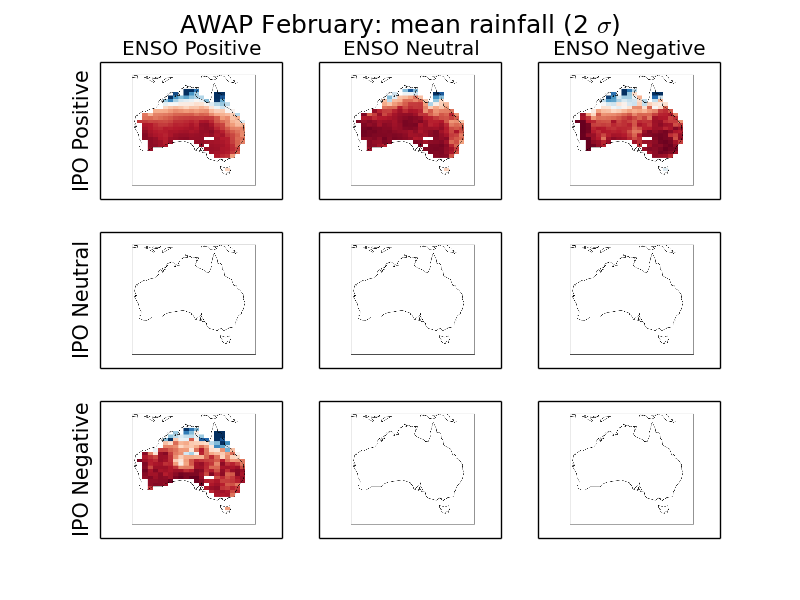 AWAP February: mean rainfall (2 σ)
ENSO Positive
ENSO Neutral
ENSO Negative
IPO Positive
IPO Neutral
IPO Negative